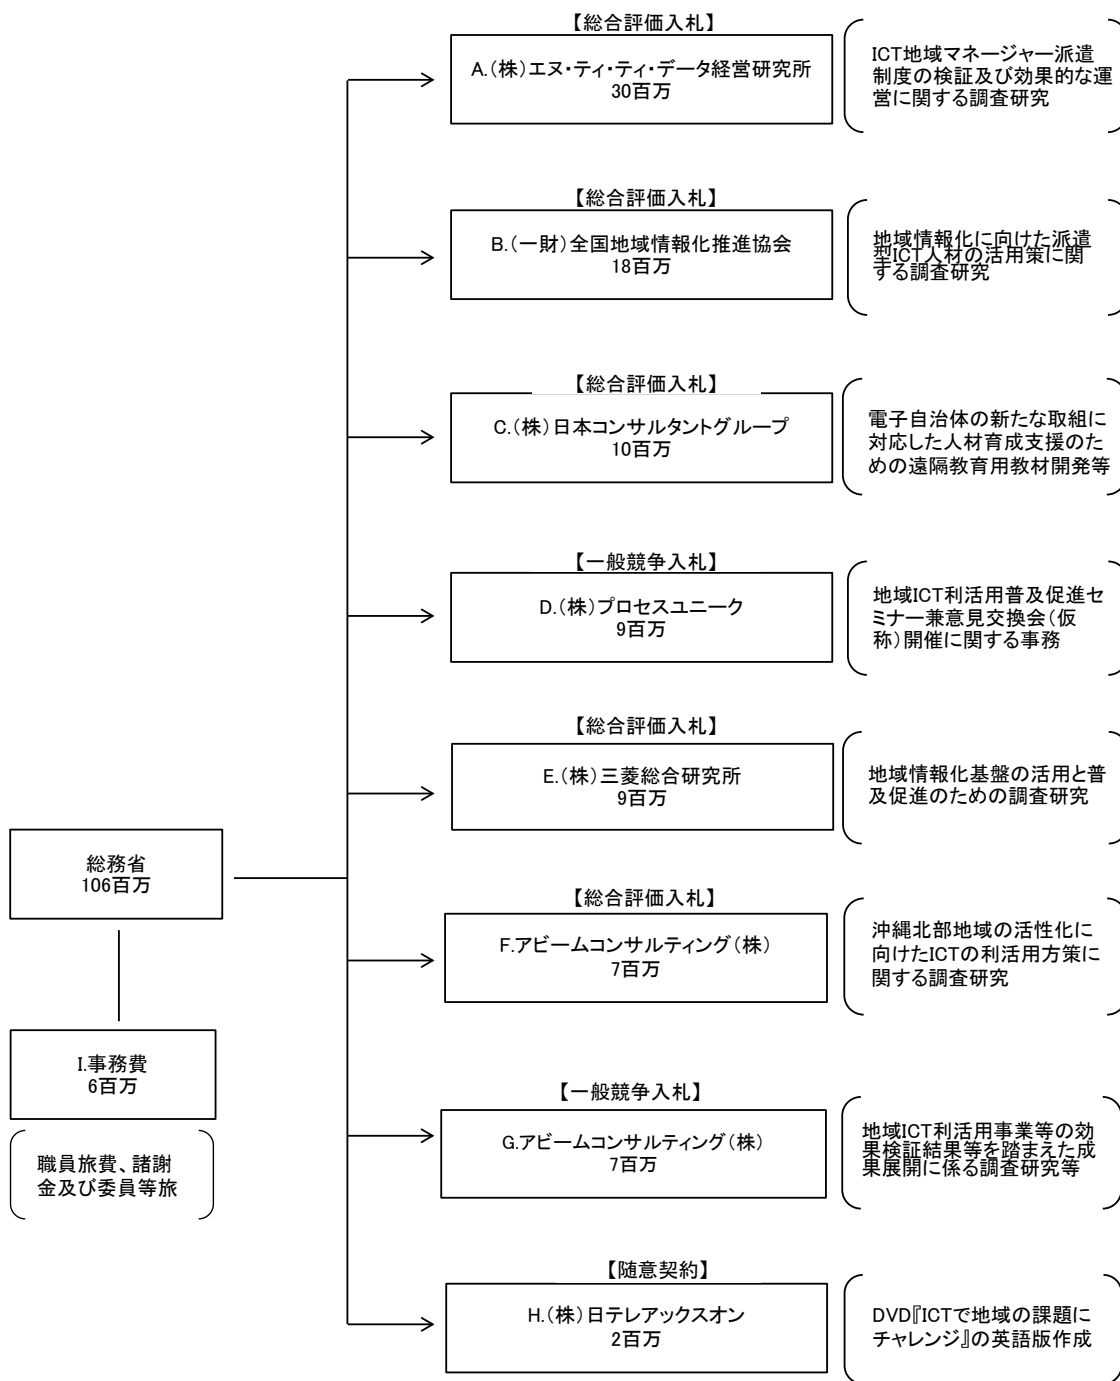 【総合評価入札】
A.(株)エヌ・ティ・ティ・データ経営研究所
30百万
ICT地域マネージャー派遣
制度の検証及び効果的な運
営に関する調査研究
【総合評価入札】
B.(一財)全国地域情報化推進協会
18百万
地域情報化に向けた派遣
型ICT人材の活用策に関
する調査研究
【総合評価入札】
C.(株)日本コンサルタントグループ
10百万
電子自治体の新たな取組に
対応した人材育成支援のた
めの遠隔教育用教材開発等
【一般競争入札】
D.(株)プロセスユニーク
9百万
地域ICT利活用普及促進セ
ミナー兼意見交換会(仮
称)開催に関する事務
【総合評価入札】
E.(株)三菱総合研究所
9百万
地域情報化基盤の活用と普
及促進のための調査研究
総務省
106百万
【総合評価入札】
F.アビームコンサルティング(株)
7百万
沖縄北部地域の活性化に
向けたICTの利活用方策に
関する調査研究
I.事務費
6百万
職員旅費、諸謝
金及び委員等旅
【一般競争入札】
G.アビームコンサルティング(株)
7百万
地域ICT利活用事業等の効
果検証結果等を踏まえた成
果展開に係る調査研究等
【随意契約】
H.(株)日テレアックスオン
2百万
DVD『ICTで地域の課題に
チャレンジ』の英語版作成